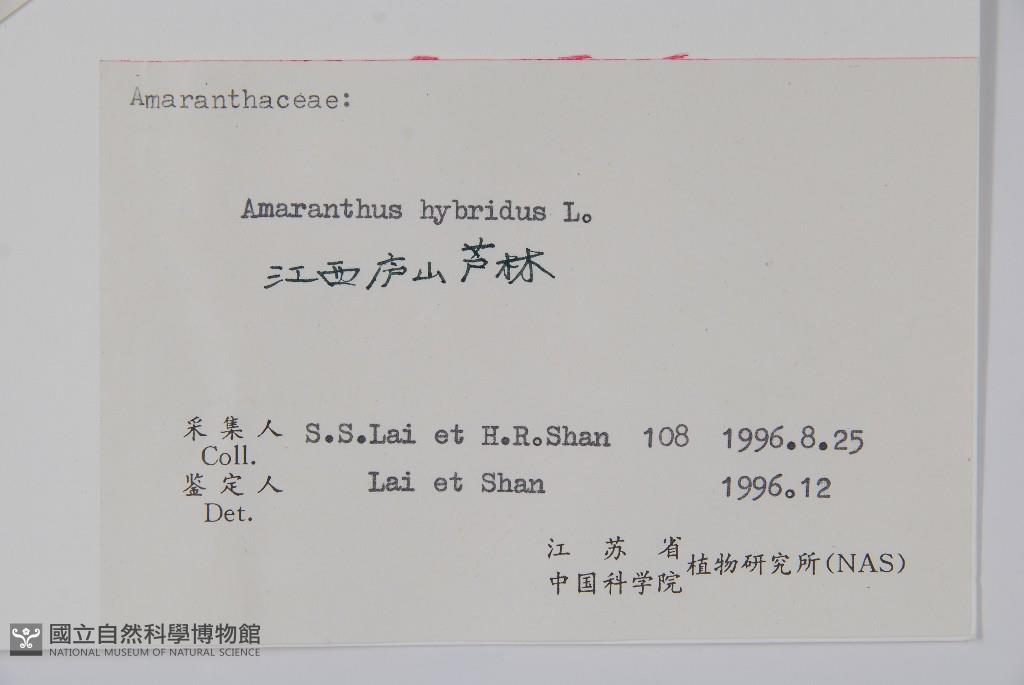 Amaranthaceae:
Amaranthus hybridus L.
江西庐山芦林
采集人 S.S.Lai et H.R.Shan 108 1996.8.25
Coll.
鉴定人 Lai et Shan 1996.12
Det.
江苏省
中国科学院 植物研究所(NAS)
國立自然科學博物館
NATIONAL MUSEUM OF NATURAL SCIENCE